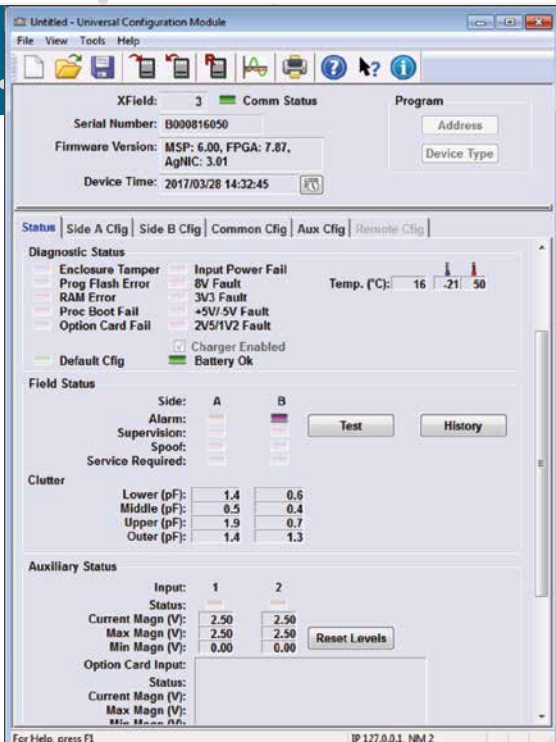 Untitled - Universal Configuration Module
File View Tools Help
XField: 3 Comm Status Program
Serial Number: B000816050 Address
Firmware Version: MSP: 6.00, FPGA: 7.87,
AgNIC: 3.01 Device Type
Device Time: 2017/03/28 14:32:45
Status Side A Cfig Side B Cfig Common Cfig Aux Cfig Remote Cfig
Diagnostic Status
Enclosure Tamper Input Power Fail
Prog Flash Error 8V Fault Temp. (°C): 16 -21 50
RAM Error 3V3 Fault
Proc Boot Fail +5V/-5V Fault
Option Card Fail 2V5/1V2 Fault
Charger Enabled
Default Cfig Battery Ok
Field Status
Side: A B
Alarm: Test History
Supervision:
Spoof:
Service Required:
Clutter
Lower (pF): 1.4 0.6
Middle (pF): 0.5 0.4
Upper (pF): 1.9 0.7
Outer (pF): 1.4 1.3
Auxiliary Status
Input: 1 2
Status:
Current Magn (V): 2.50 2.50
Max Magn (V): 2.50 2.50 Reset Levels
Min Magn (V): 0.00 0.00
Option Card Input:
Status:
Current Magn (V):
Max Magn (V):
Min Magn (V):
For Help, press F1 IP 127.0.0.1 NM 2